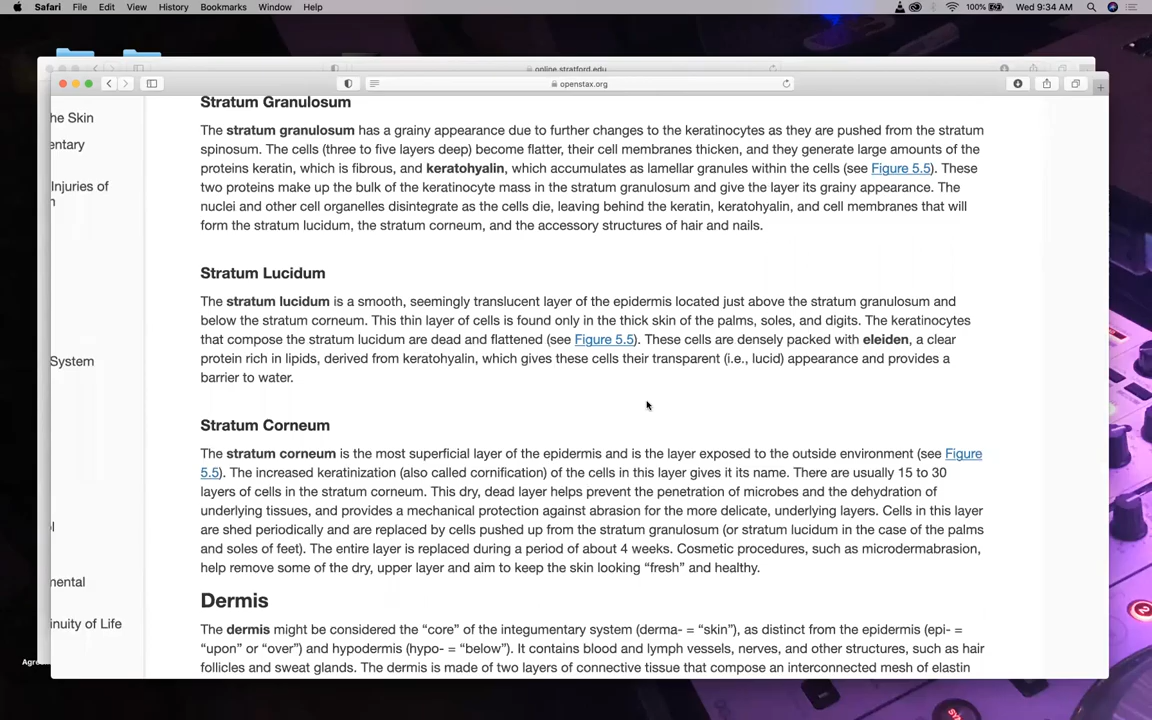 Safari File Edit View History Bookmarks Window Help 100% Wed 9:34 AM
online.stratford.edu
openstax.org
he Skin
entary
Injuries of
System
mental
inuity of Life
Stratum Granulosum
The stratum granulosum has a grainy appearance due to further changes to the keratinocytes as they are pushed from the stratum
spinosum. The cells (three to five layers deep) become flatter, their cell membranes thicken, and they generate large amounts of the
proteins keratin, which is fibrous, and keratohyalin, which accumulates as lamellar granules within the cells (see Figure 5.5). These
two proteins make up the bulk of the keratinocyte mass in the stratum granulosum and give the layer its grainy appearance. The
nuclei and other cell organelles disintegrate as the cells die, leaving behind the keratin, keratohyalin, and cell membranes that will
form the stratum lucidum, the stratum corneum, and the accessory structures of hair and nails.
Stratum Lucidum
The stratum lucidum is a smooth, seemingly translucent layer of the epidermis located just above the stratum granulosum and
below the stratum corneum. This thin layer of cells is found only in the thick skin of the palms, soles, and digits. The keratinocytes
that compose the stratum lucidum are dead and flattened (see Figure 5.5). These cells are densely packed with eleiden, a clear
protein rich in lipids, derived from keratohyalin, which gives these cells their transparent (i.e., lucid) appearance and provides a
barrier to water.
Stratum Corneum
The stratum corneum is the most superficial layer of the epidermis and is the layer exposed to the outside environment (see Figure
5.5). The increased keratinization (also called cornification) of the cells in this layer gives it its name. There are usually 15 to 30
layers of cells in the stratum corneum. This dry, dead layer helps prevent the penetration of microbes and the dehydration of
underlying tissues, and provides a mechanical protection against abrasion for the more delicate, underlying layers. Cells in this layer
are shed periodically and are replaced by cells pushed up from the stratum granulosum (or stratum lucidum in the case of the palms
and soles of feet). The entire layer is replaced during a period of about 4 weeks. Cosmetic procedures, such as microdermabrasion,
help remove some of the dry, upper layer and aim to keep the skin looking “fresh” and healthy.
Dermis
The dermis might be considered the “core” of the integumentary system (derma- = “skin”), as distinct from the epidermis (epi- =
“upon” or “over”) and hypodermis (hypo- = “below”). It contains blood and lymph vessels, nerves, and other structures, such as hair
follicles and sweat glands. The dermis is made of two layers of connective tissue that compose an interconnected mesh of elastin
Agre
2